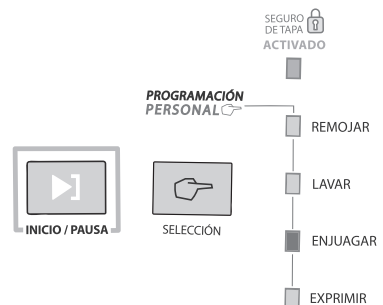 SEGURO
DE TAPA
ACTIVADO
PROGRAMACIÓN
PERSONAL
REMOJAR
LAVAR
INICIO / PAUSA
SELECCIÓN
ENJUAGAR
EXPRIMIR